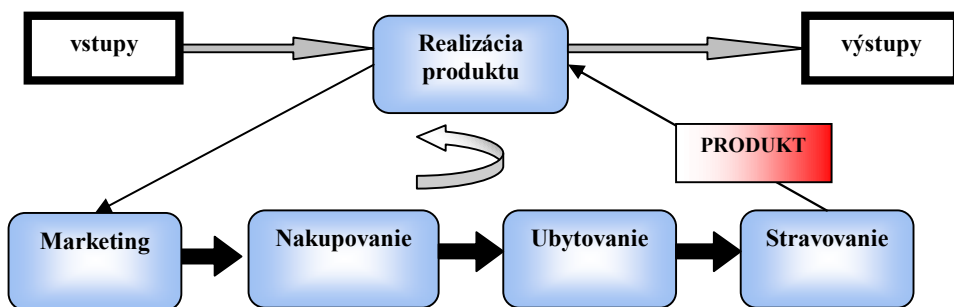 vstupy
Realizácia
produktu
výstupy
PRODUKT
Marketing
Nakupovanie
Ubytovanie
Stravovanie